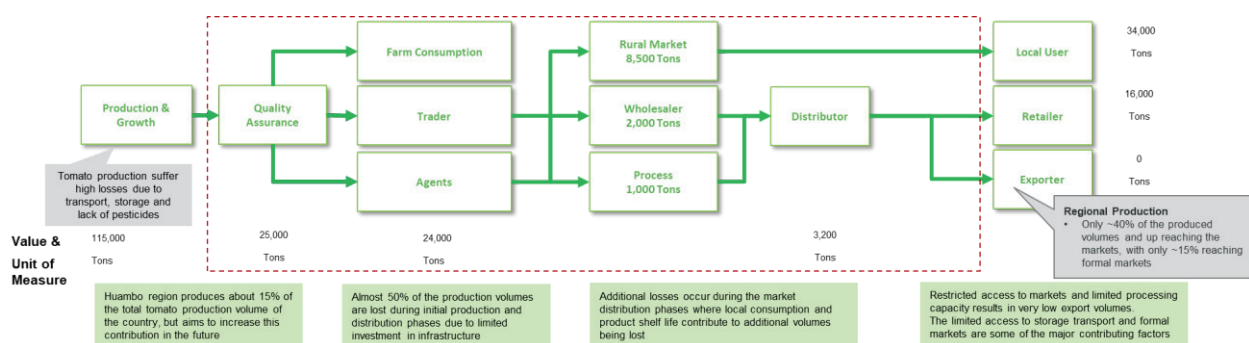 Farm Consumption
Rural Market
8,500 Tons
Local User
34,000
Tons
Production &
Growth
Quality
Assurance
Trader
Wholesaler
2,000 Tons
Distributor
Retailer
16,000
Tons
Tomato production suffer
high losses due to
transport, storage and
lack of pesticides
Agents
Process
1,000 Tons
Exporter
0
Tons
Regional Production
• Only ~40% of the produced
volumes and up reaching the
markets, with only ~15% reaching
formal markets
Value &
Unit of
Measure
115,000
Tons
25,000
Tons
24,000
Tons
3,200
Tons
Huambo region produces about 15% of
the total tomato production volume
of the country, but aims to increase this
contribution in the future
Almost 50% of the production volumes
are lost during initial production and
distribution phases due to limited
investment in infrastructure
Additional losses occur during the market
distribution phases where local consumption and
product shelf life contribute to additional volumes
being lost
Restricted access to markets and limited processing
capacity results in very low export volumes.
The limited access to storage transport and formal
markets are some of the major contributing factors